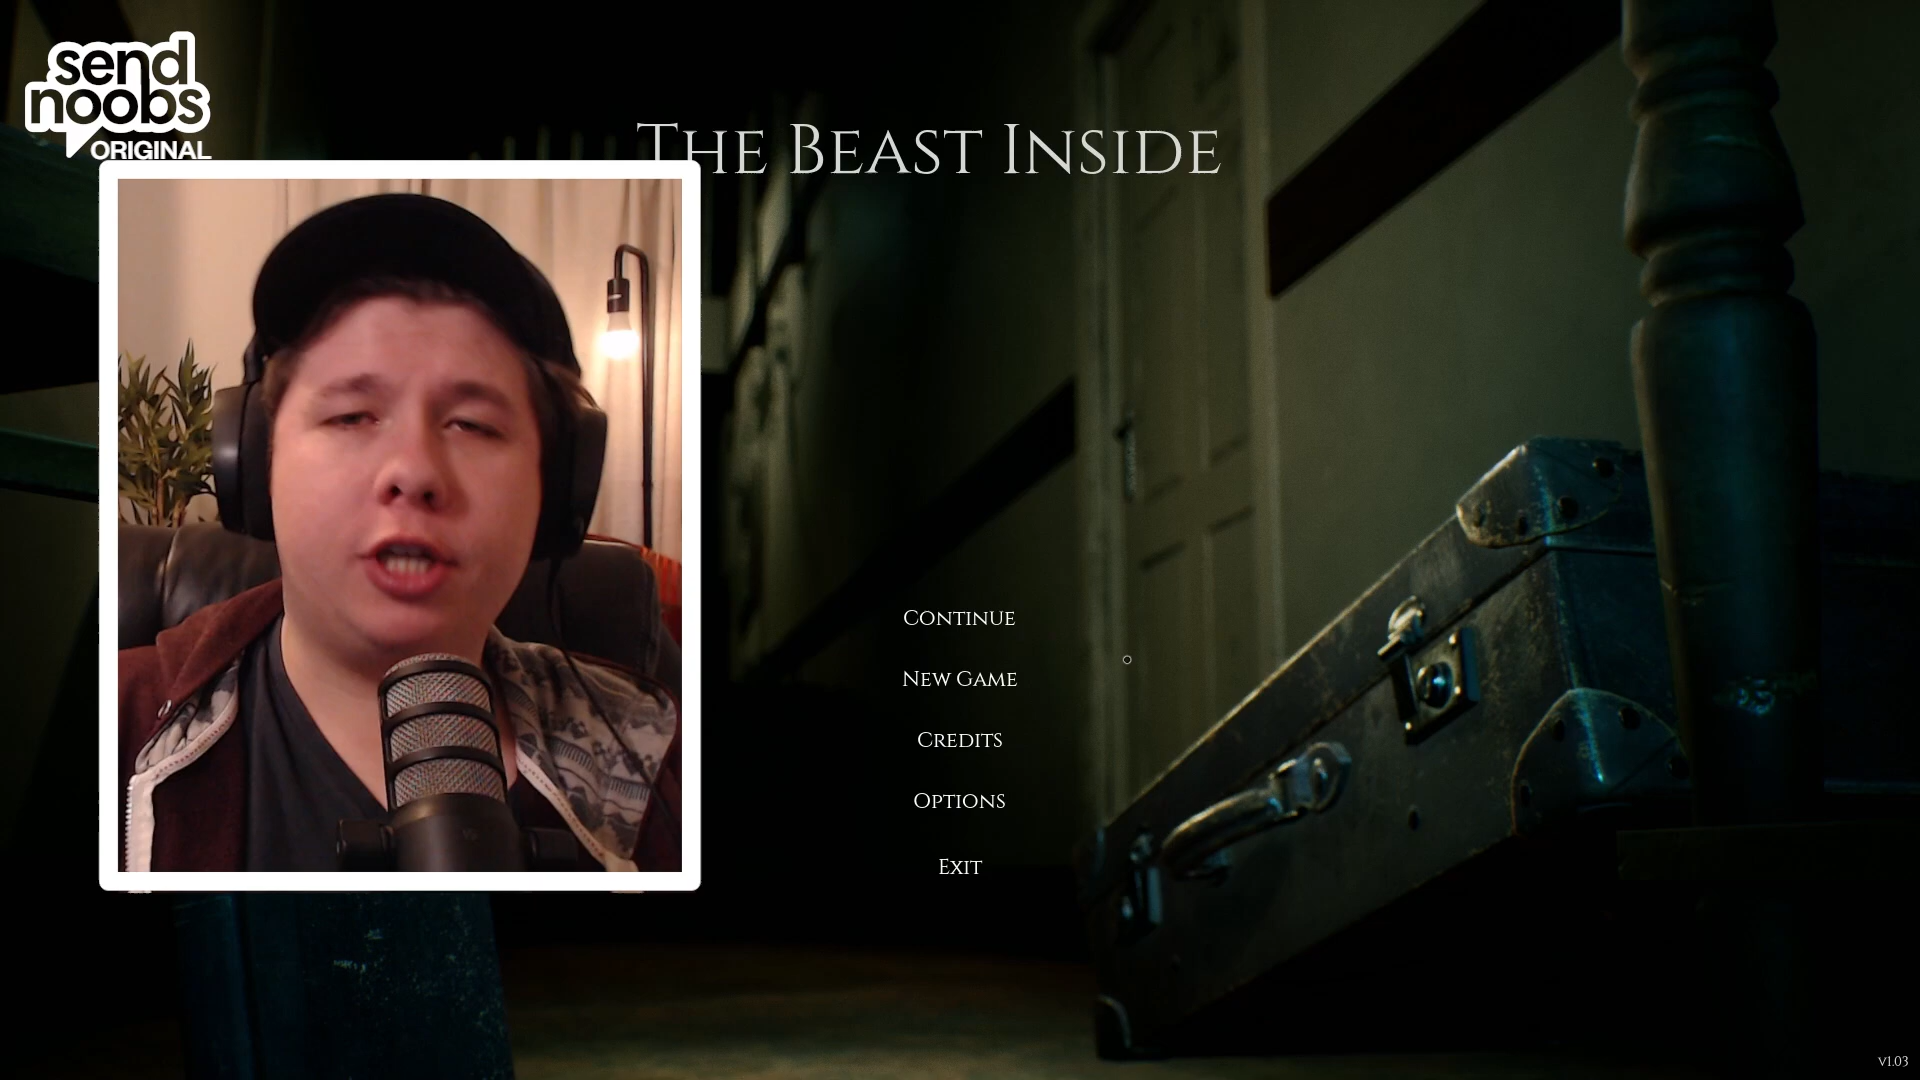 send
noobs
ORIGINAL
THE BEAST INSIDE
CONTINUE
NEW GAME
CREDITS
OPTIONS
EXIT
V1.03